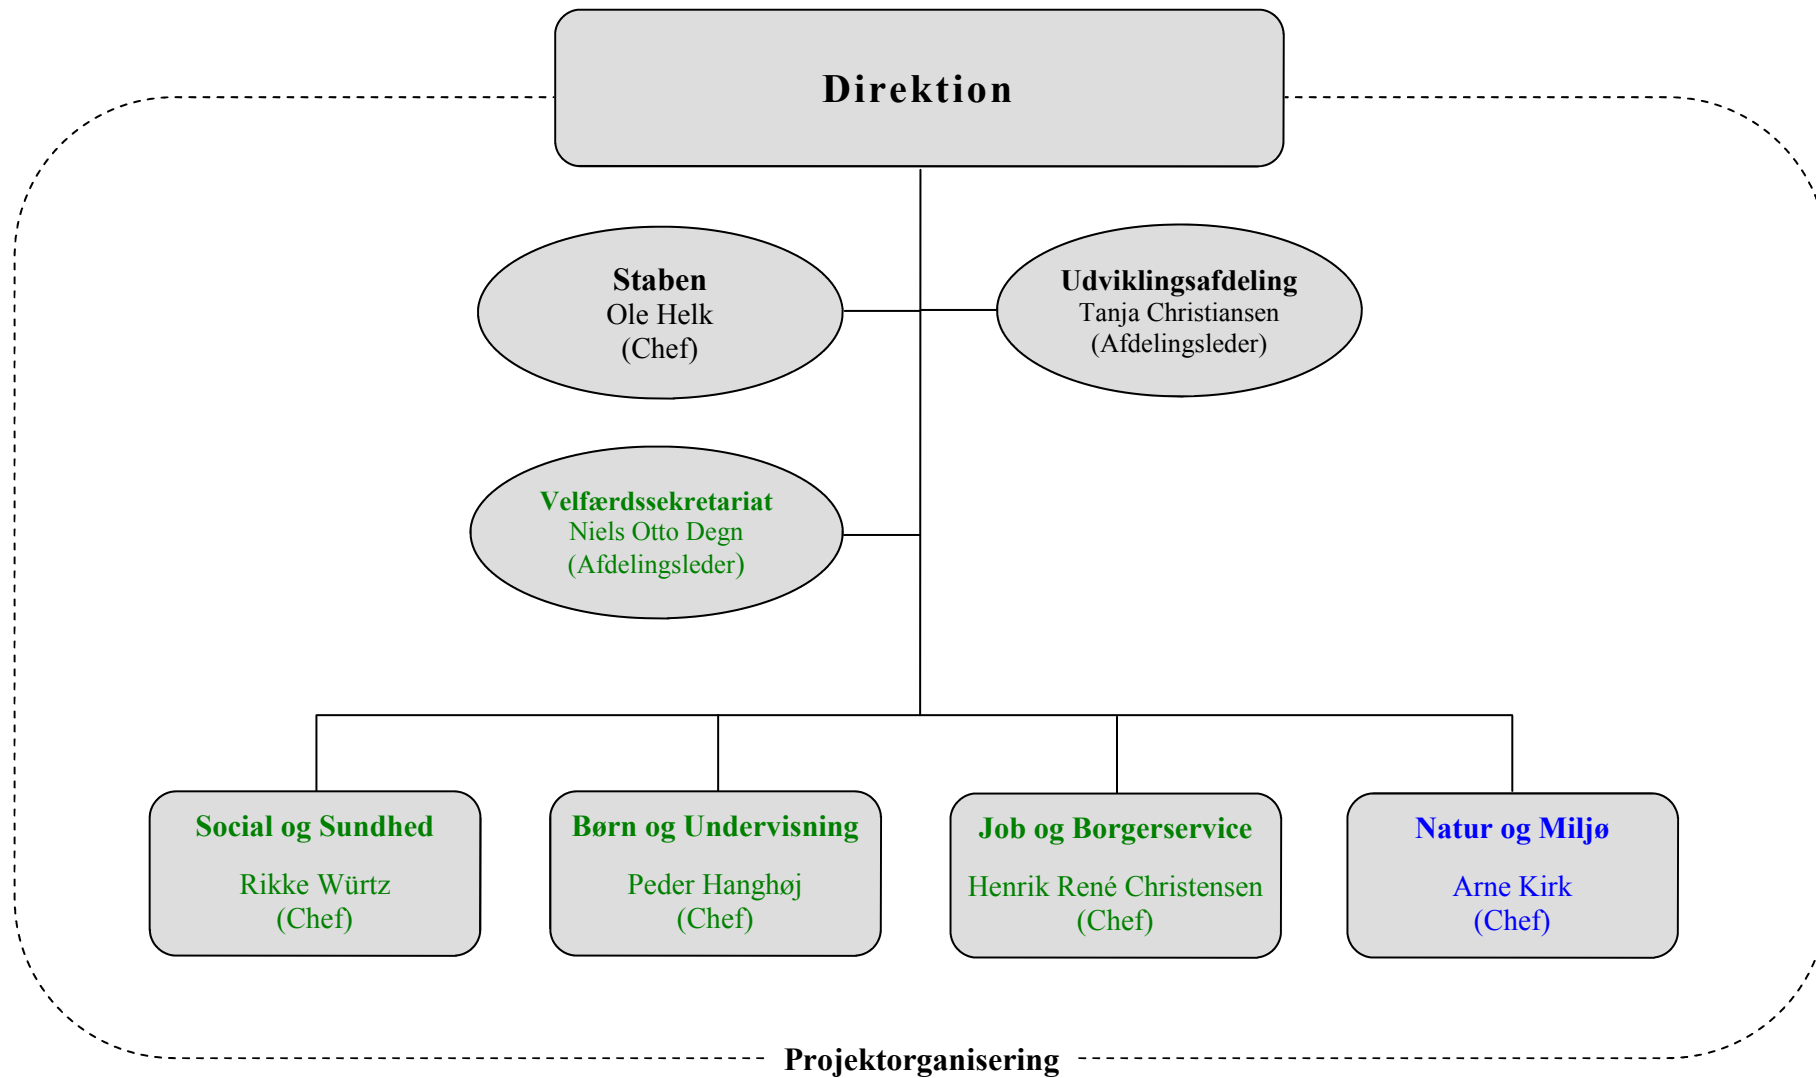 Direktion
Staben
Ole Helk
(Chef)
Udviklingsafdeling
Tanja Christiansen
(Afdelingsleder)
Velfærdssekretariat
Niels Otto Degn
(Afdelingsleder)
Social og Sundhed
Rikke Würtz
(Chef)
Børn og Undervisning
Peder Hanghøj
(Chef)
Job og Borgerservice
Henrik René Christensen
(Chef)
Natur og Miljø
Arne Kirk
(Chef)
Projektorganisering